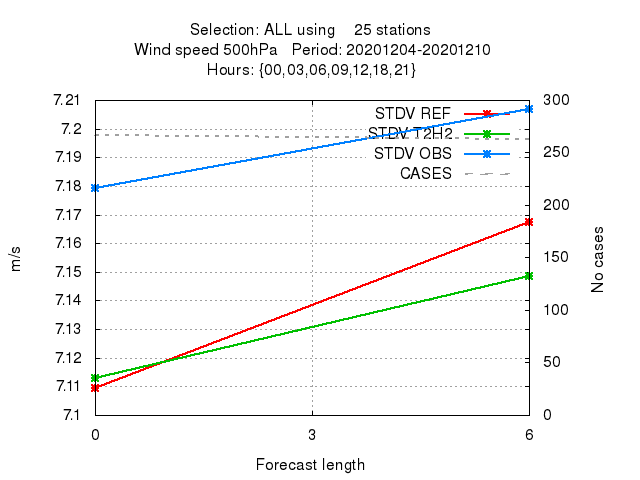 Selection: ALL using 25 stations
Wind speed 500hPa Period: 20201204-20201210
Hours: {00,03,06,09,12,18,21}
7.21
7.2
7.19
7.18
7.17
7.16
7.15
7.14
7.13
7.12
7.11
7.1
m/s
STDV REF
STDV T2H2
STDV OBS
CASES
300
250
200
150
100
50
0
No cases
0 3 6
Forecast length